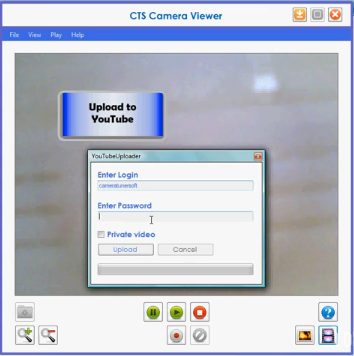 CTS Camera Viewer
File View Play Help
Upload to
YouTube
YouTubeUploader
Enter Login
cameratunersoft
Enter Password
Private video
Upload Cancel